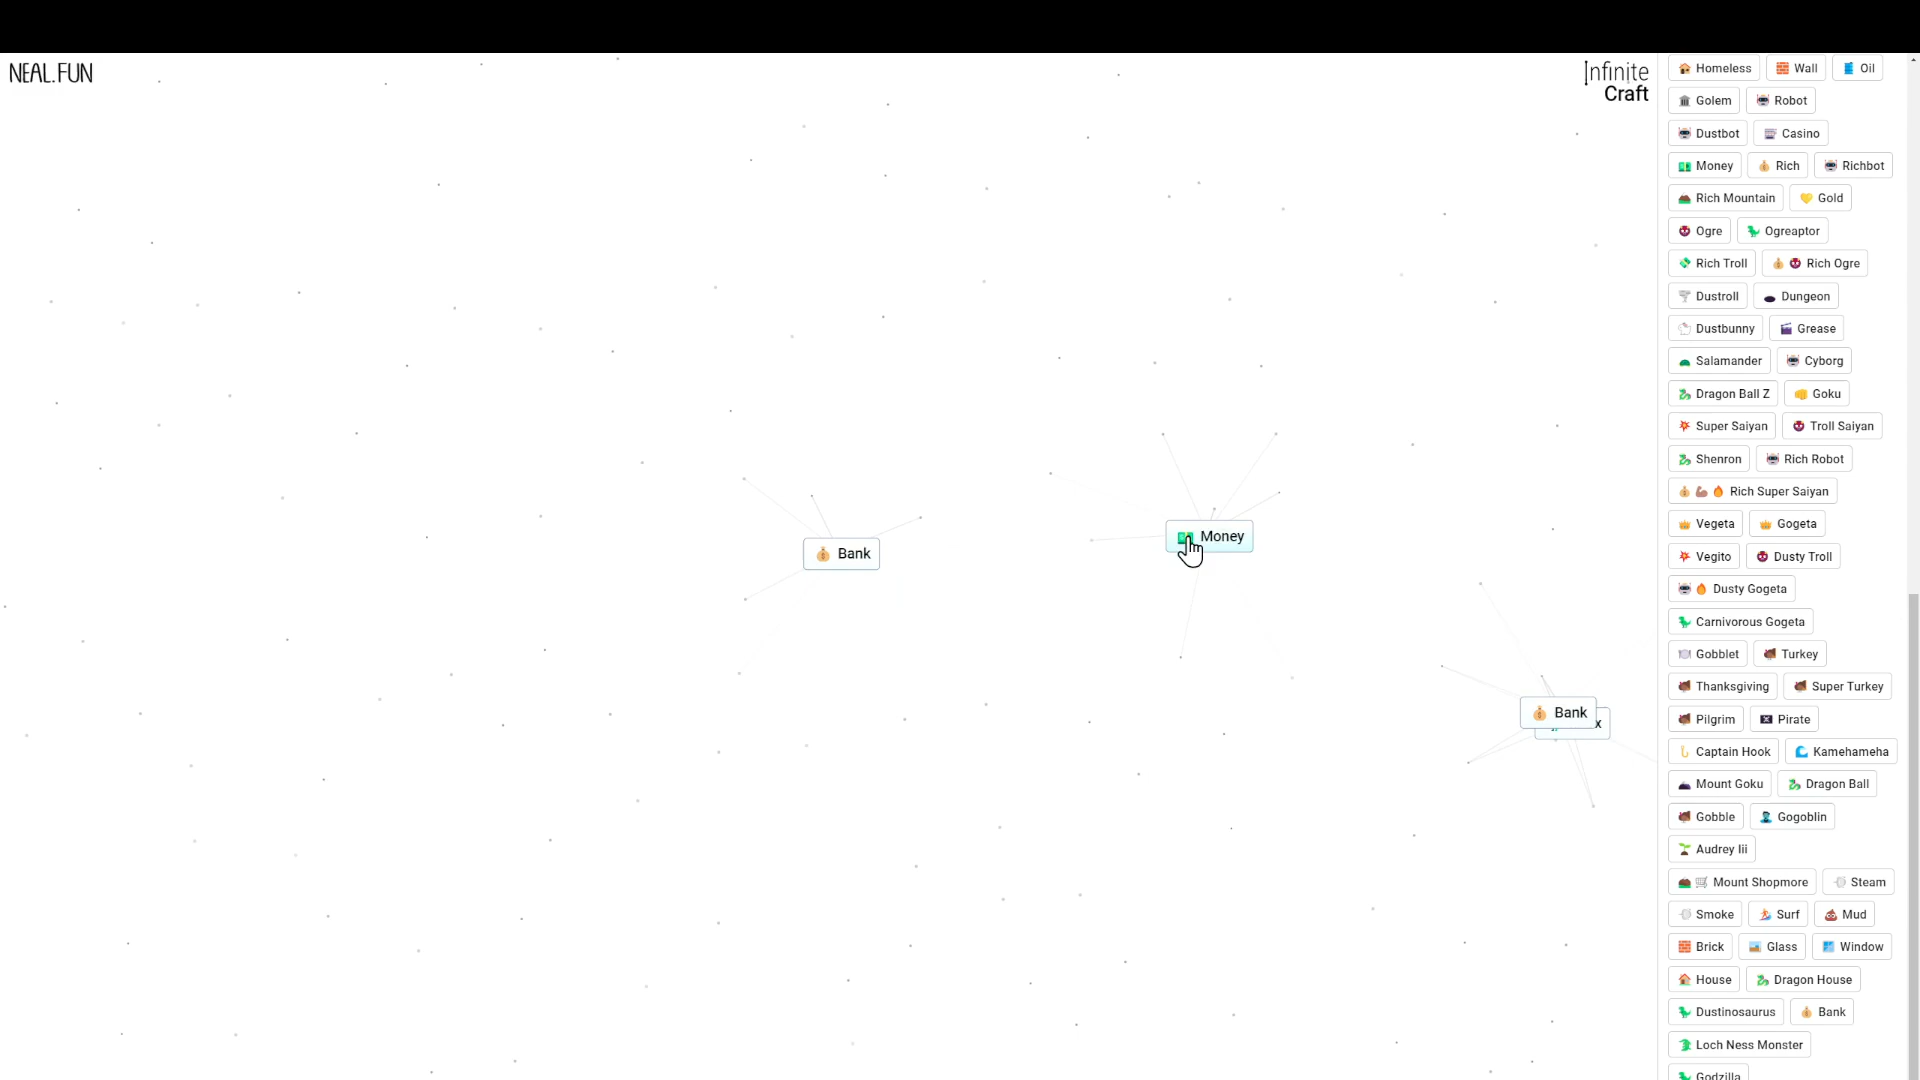 NEAL.FUN
Infinite
Craft
Homeless Wall Oil
Golem Robot
Dustbot Casino
Money Rich Richbot
Rich Mountain Gold
Ogre Ogreaptor
Rich Troll Rich Ogre
Dustroll Dungeon
Dustbunny Grease
Salamander Cyborg
Dragon Ball Z Goku
Super Saiyan Troll Saiyan
Shenron Rich Robot
Rich Super Saiyan
Vegeta Gogeta
Vegito Dusty Troll
Dusty Gogeta
Carnivorous Gogeta
Gobblet Turkey
Thanksgiving Super Turkey
Pilgrim Pirate
Captain Hook Kamehameha
Mount Goku Dragon Ball
Gobble Gogoblin
Audrey Iii
Mount Shopmore Steam
Smoke Surf Mud
Brick Glass Window
House Dragon House
Dustinosaurus Bank
Loch Ness Monster
Godzilla
Money
Bank
Bank
x